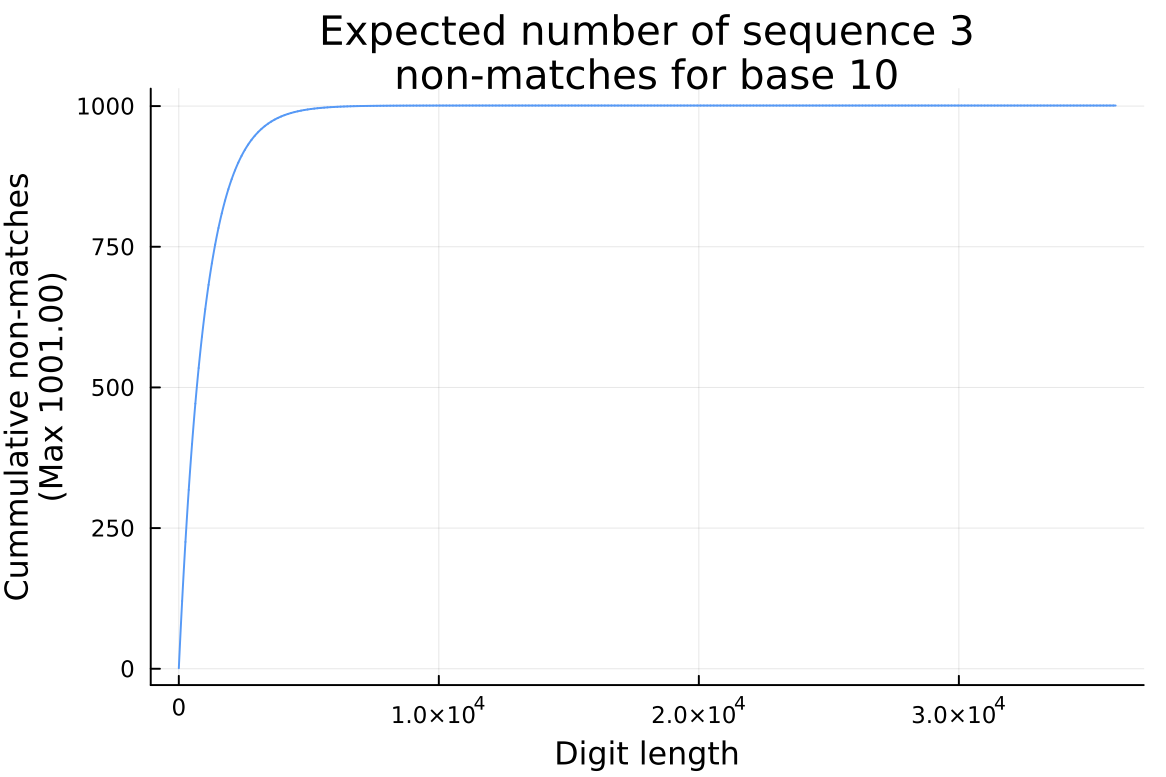 Expected number of sequence 3
non-matches for base 10
Cummulative non-matches
(Max 1001.00)
1000
750
500
250
0
0
1.0×10⁴
2.0×10⁴
3.0×10⁴
Digit length